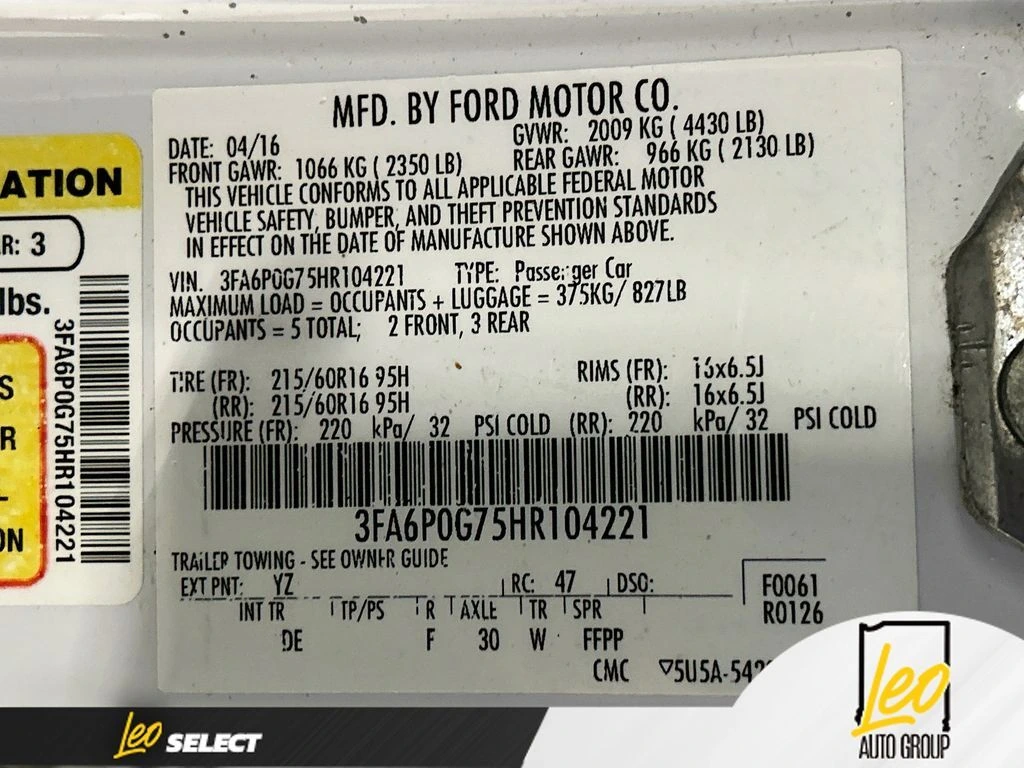 MFD. BY FORD MOTOR CO.
DATE: 04/16 GVWR: 2009 KG ( 4430 LB)
FRONT GAWR: 1066 KG ( 2350 LB) REAR GAWR: 966 KG ( 2130 LB)
THIS VEHICLE CONFORMS TO ALL APPLICABLE FEDERAL MOTOR
VEHICLE SAFETY, BUMPER, AND THEFT PREVENTION STANDARDS
IN EFFECT ON THE DATE OF MANUFACTURE SHOWN ABOVE.
VIN. 3FA6P0G75HR104221 TYPE: Passenger Car
MAXIMUM LOAD = OCCUPANTS + LUGGAGE = 375KG/ 827LB
OCCUPANTS = 5 TOTAL; 2 FRONT, 3 REAR
TIRE (FR): 215/60R16 95H RIMS (FR): 16x6.5J
(RR): 215/60R16 95H (RR): 16x6.5J
PRESSURE (FR): 220 kPa/ 32 PSI COLD (RR): 220 kPa/ 32 PSI COLD
3FA6P0G75HR104221
TRAILER TOWING - SEE OWNER GUIDE
EXT PNT: YZ RC: 47 DSO: F0061
INT TR TP/PS R AXLE TR SPR R0126
DE F 30 W FFPP
CMC ▽5U5A-542
ATION
R: 3
lbs.
3FA6P0G75HR104221
S
R
L
ON
Leo SELECT
Leo
AUTO GROUP